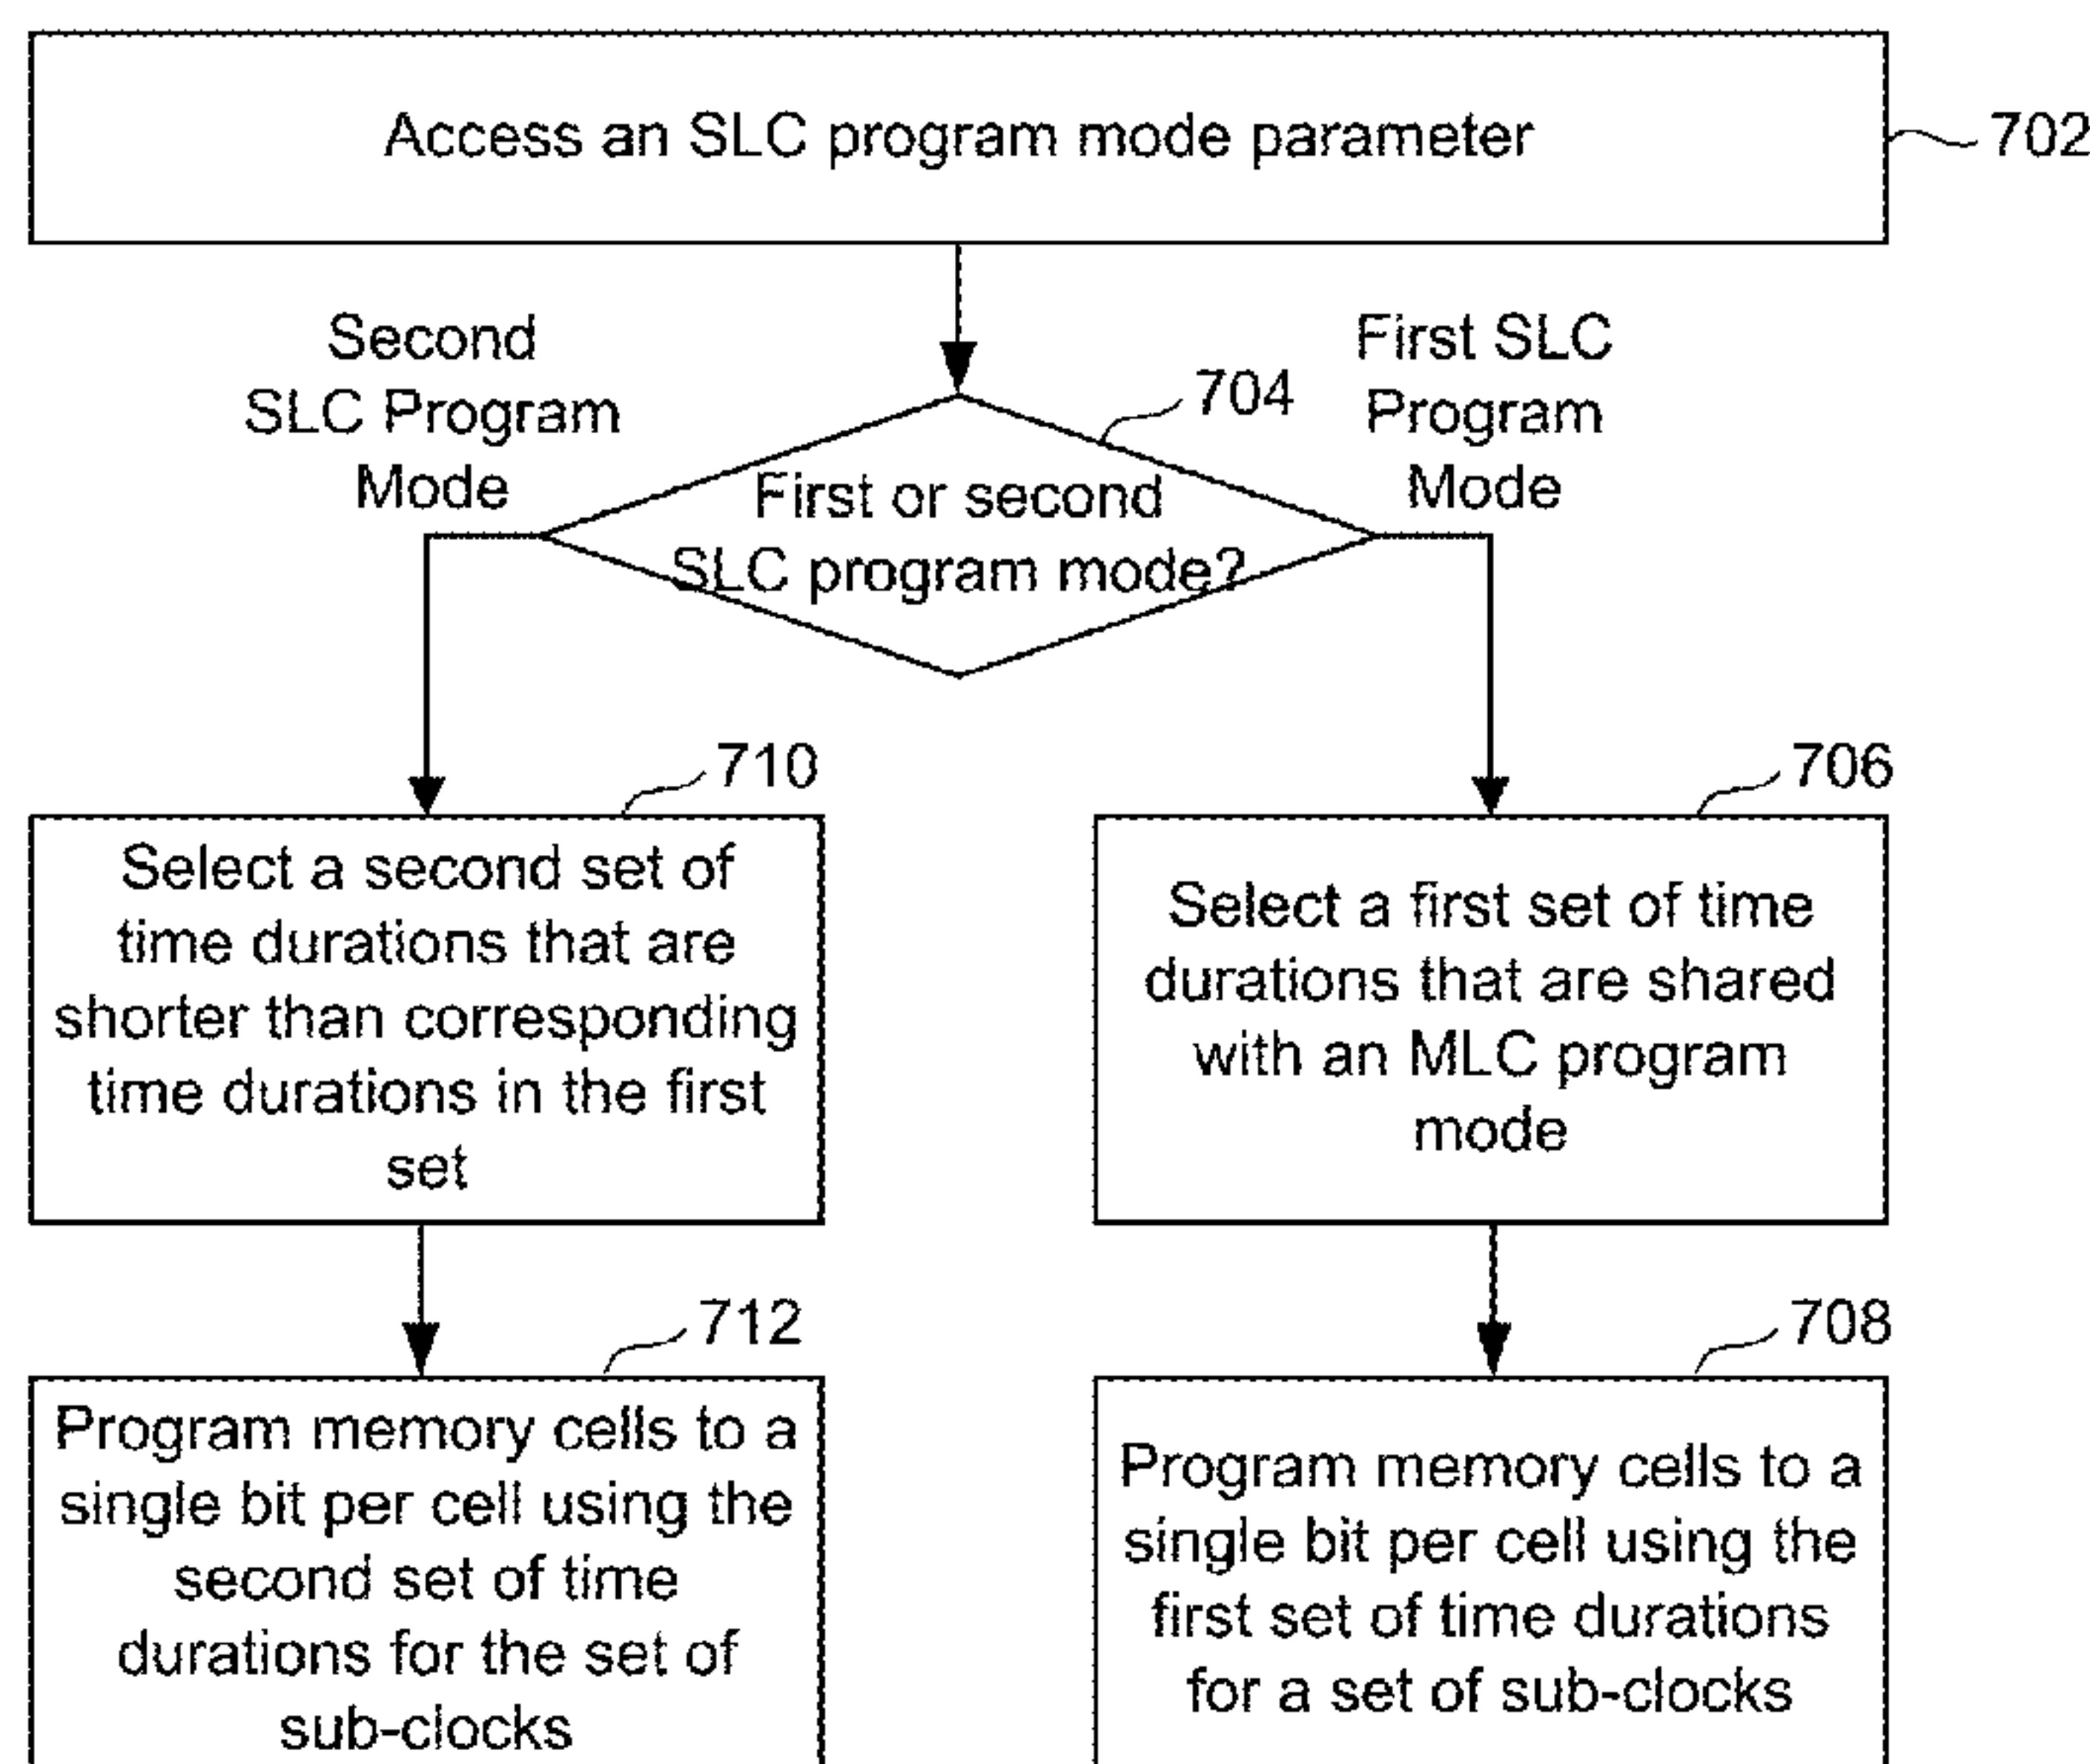 Access an SLC program mode parameter
702
Second
SLC Program
Mode
First SLC
Program
Mode
704
First or second
SLC program mode?
710
Select a second set of
time durations that are
shorter than corresponding
time durations in the first
set
706
Select a first set of time
durations that are shared
with an MLC program
mode
712
Program memory cells to a
single bit per cell using the
second set of time
durations for the set of
sub-clocks
708
Program memory cells to a
single bit per cell using the
first set of time durations
for a set of sub-clocks